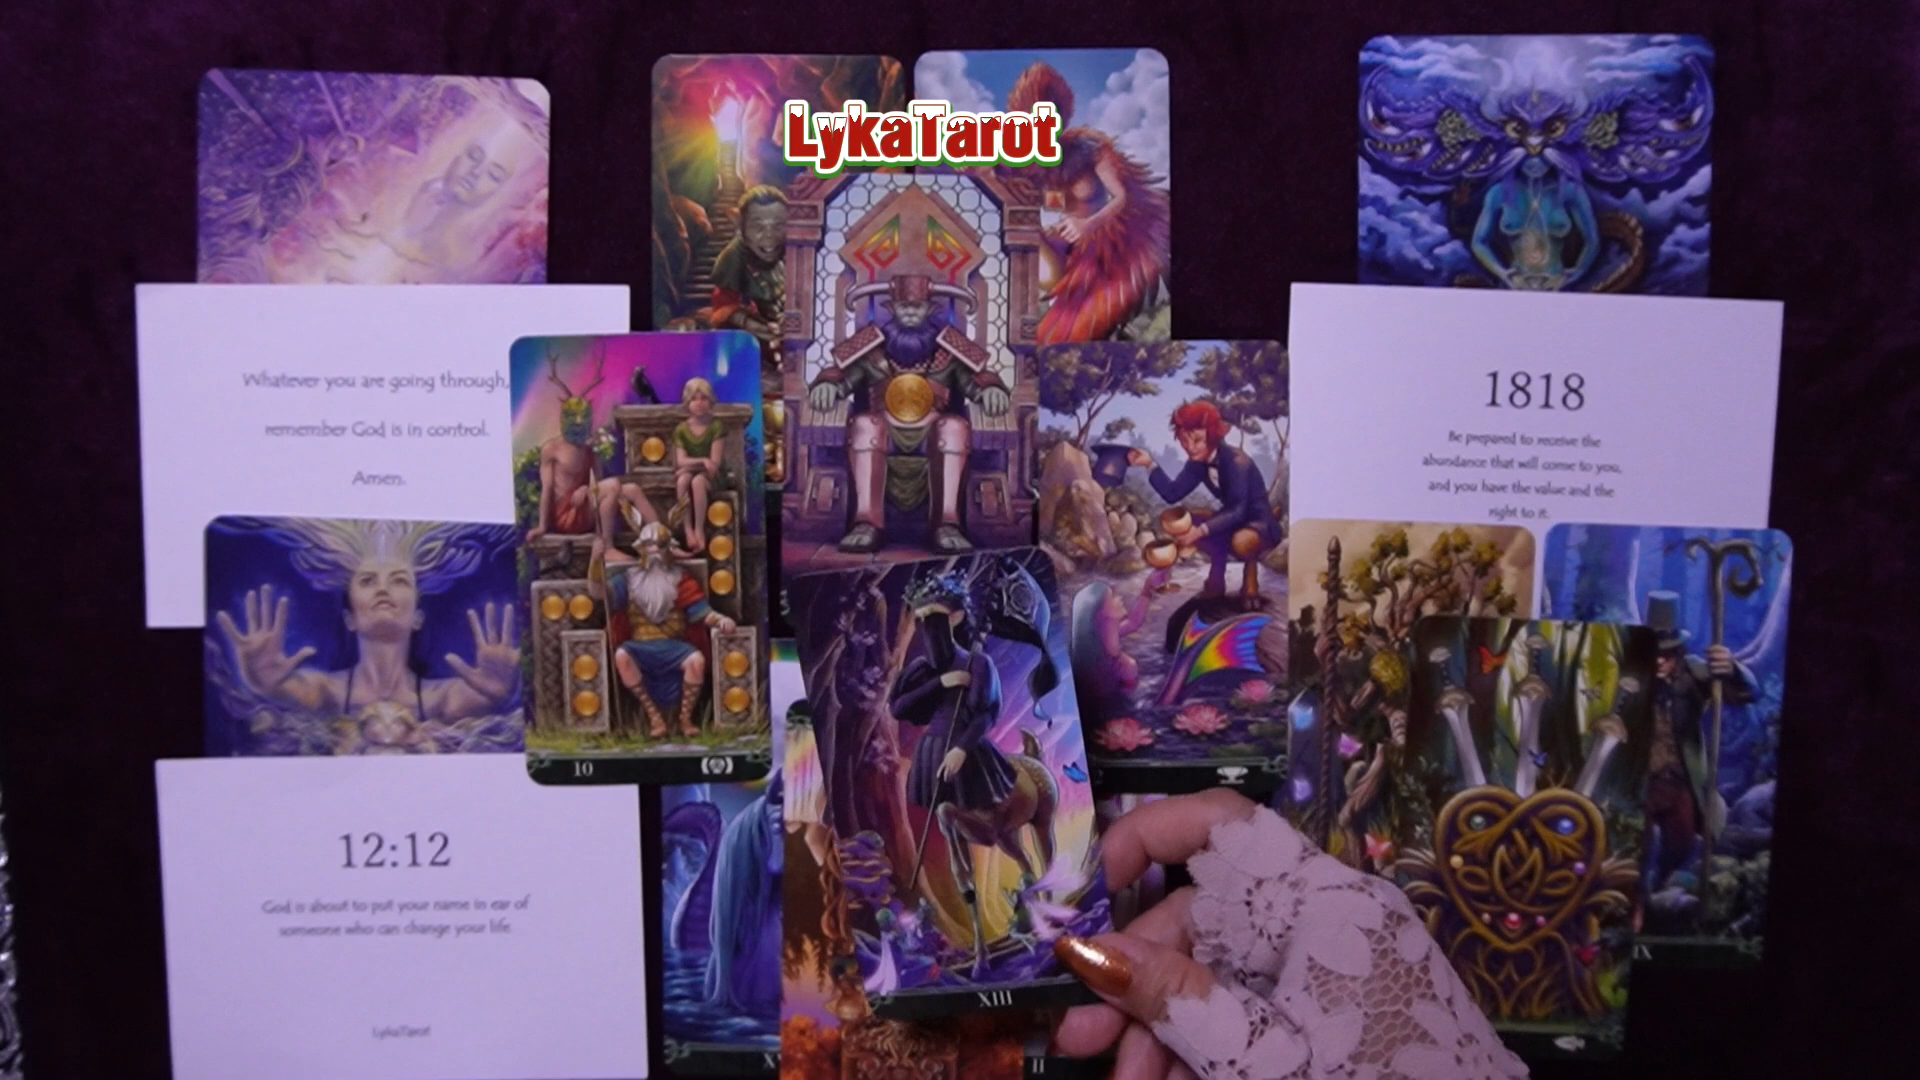 LykaTarot
Whatever you are going through,
remember God is in control.
Amen.
1818
Be prepared to receive the
abundance that will come to you,
and you have the value and the
right to it.
10
12:12
God is about to put your name in ear of
someone who can change your life.
LykaTarot
XIII
IX
II